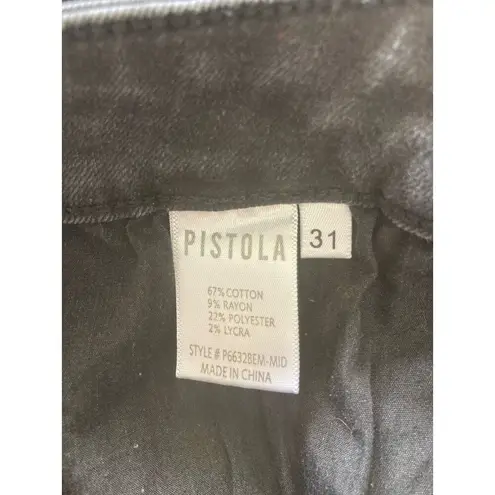 PISTOLA
31
67% COTTON
9% RAYON
22% POLYESTER
2% LYCRA
STYLE # P6632BEM-MID
MADE IN CHINA